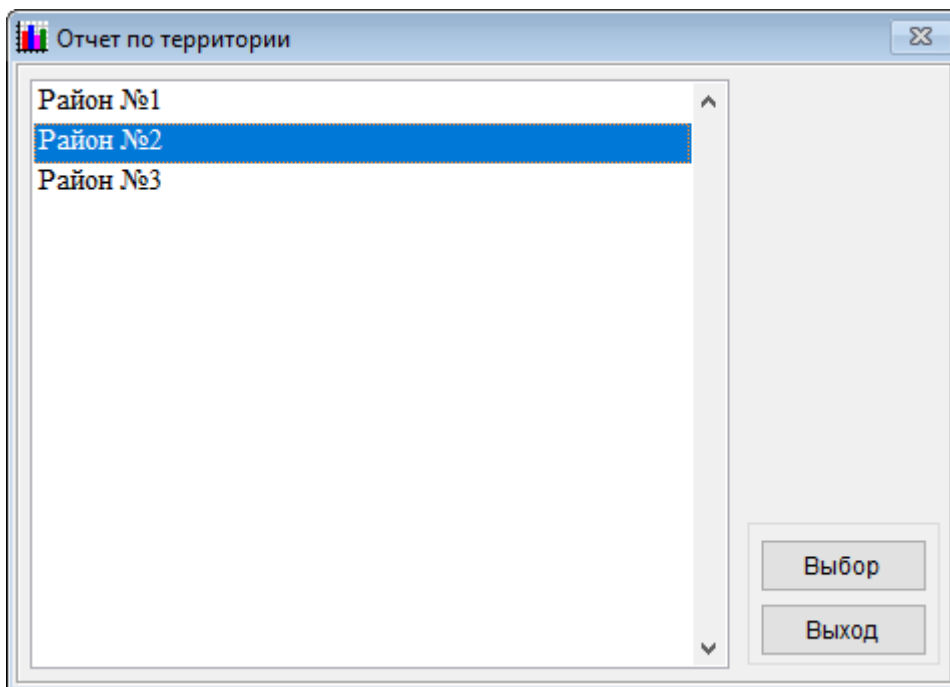 Отчет по территории
Район №1
Район №2
Район №3
Выбор
Выход